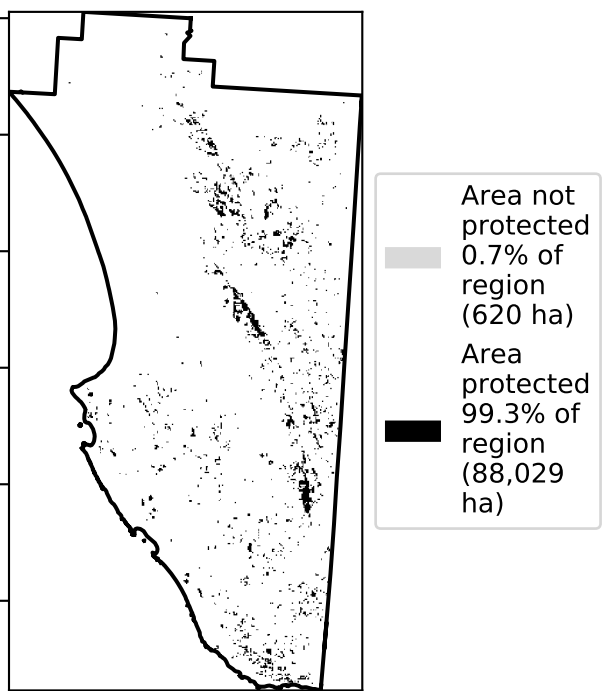 Area not
protected
0.7% of
region
(620 ha)
Area
protected
99.3% of
region
(88,029
ha)